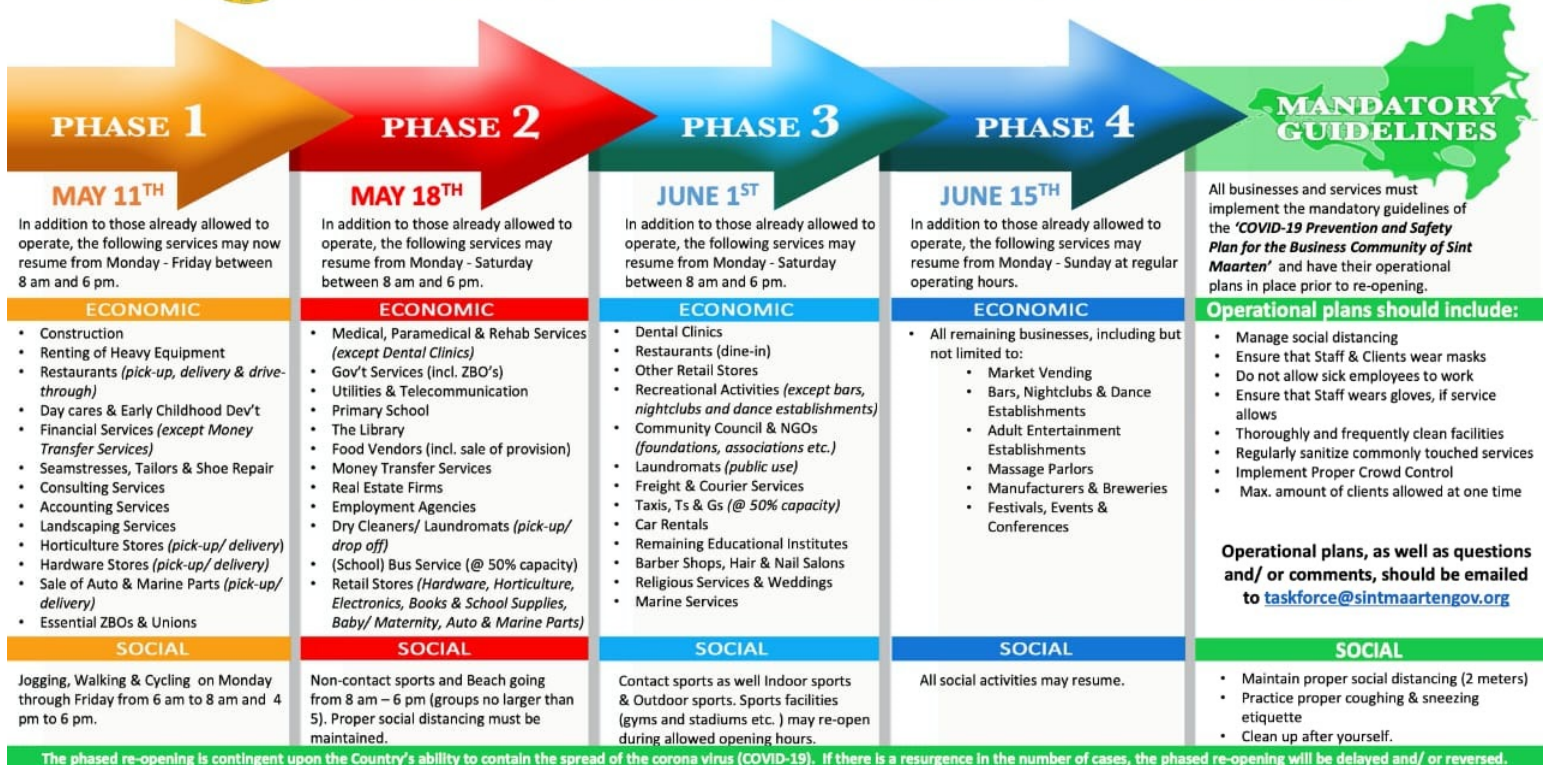 PHASE 1
MAY 11TH
In addition to those already allowed to
operate, the following services may now
resume from Monday - Friday between
8 am and 6 pm.
ECONOMIC
• Construction
• Renting of Heavy Equipment
• Restaurants (pick-up, delivery & drive-
through)
• Day cares & Early Childhood Dev't
• Financial Services (except Money
Transfer Services)
• Seamstresses, Tailors & Shoe Repair
• Consulting Services
• Accounting Services
• Landscaping Services
• Horticulture Stores (pick-up/ delivery)
• Hardware Stores (pick-up/ delivery)
• Sale of Auto & Marine Parts (pick-up/
delivery)
• Essential ZBOs & Unions
SOCIAL
Jogging, Walking & Cycling on Monday
through Friday from 6 am to 8 am and 4
pm to 6 pm.
PHASE 2
MAY 18TH
In addition to those already allowed to
operate, the following services may
resume from Monday - Saturday
between 8 am and 6 pm.
ECONOMIC
• Medical, Paramedical & Rehab Services
(except Dental Clinics)
• Gov't Services (incl. ZBO's)
• Utilities & Telecommunication
• Primary School
• The Library
• Food Vendors (incl. sale of provision)
• Money Transfer Services
• Real Estate Firms
• Employment Agencies
• Dry Cleaners/ Laundromats (pick-up/
drop off)
• (School) Bus Service (@ 50% capacity)
• Retail Stores (Hardware, Horticulture,
Electronics, Books & School Supplies,
Baby/ Maternity, Auto & Marine Parts)
SOCIAL
Non-contact sports and Beach going
from 8 am – 6 pm (groups no larger than
5). Proper social distancing must be
maintained.
PHASE 3
JUNE 1ST
In addition to those already allowed to
operate, the following services may
resume from Monday - Saturday
between 8 am and 6 pm.
ECONOMIC
• Dental Clinics
• Restaurants (dine-in)
• Other Retail Stores
• Recreational Activities (except bars,
nightclubs and dance establishments)
• Community Council & NGOs
(foundations, associations etc.)
• Laundromats (public use)
• Freight & Courier Services
• Taxis, Ts & Gs (@ 50% capacity)
• Car Rentals
• Remaining Educational Institutes
• Barber Shops, Hair & Nail Salons
• Religious Services & Weddings
• Marine Services
SOCIAL
Contact sports as well Indoor sports
& Outdoor sports. Sports facilities
(gyms and stadiums etc. ) may re-open
during allowed opening hours.
PHASE 4
JUNE 15TH
In addition to those already allowed to
operate, the following services may
resume from Monday - Sunday at regular
operating hours.
ECONOMIC
• All remaining businesses, including but
not limited to:
• Market Vending
• Bars, Nightclubs & Dance
Establishments
• Adult Entertainment
Establishments
• Massage Parlors
• Manufacturers & Breweries
• Festivals, Events &
Conferences
SOCIAL
All social activities may resume.
MANDATORY
GUIDELINES
All businesses and services must
implement the mandatory guidelines of
the 'COVID-19 Prevention and Safety
Plan for the Business Community of Sint
Maarten' and have their operational
plans in place prior to re-opening.
Operational plans should include:
• Manage social distancing
• Ensure that Staff & Clients wear masks
• Do not allow sick employees to work
• Ensure that Staff wears gloves, if service
allows
• Thoroughly and frequently clean facilities
• Regularly sanitize commonly touched services
• Implement Proper Crowd Control
• Max. amount of clients allowed at one time
Operational plans, as well as questions
and/ or comments, should be emailed
to taskforce@sintmaartengov.org
SOCIAL
• Maintain proper social distancing (2 meters)
• Practice proper coughing & sneezing
etiquette
• Clean up after yourself.
The phased re-opening is contingent upon the Country's ability to contain the spread of the corona virus (COVID-19). If there is a resurgence in the number of cases, the phased re-opening will be delayed and/ or reversed.